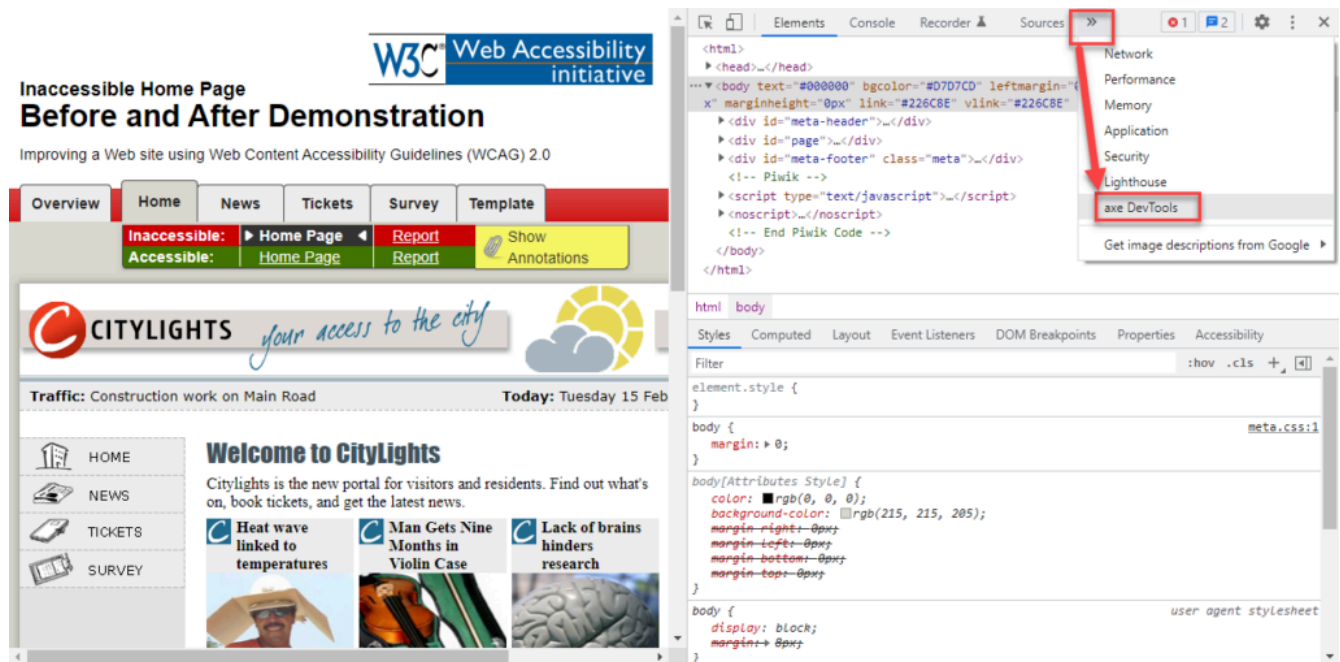 W3C® Web Accessibility
initiative
Inaccessible Home Page
Before and After Demonstration
Improving a Web site using Web Content Accessibility Guidelines (WCAG) 2.0
Overview Home News Tickets Survey Template
Inaccessible: Home Page Report
Accessible: Home Page Report
Show
Annotations
CITYLIGHTS your access to the city
Traffic: Construction work on Main Road Today: Tuesday 15 Feb
HOME
NEWS
TICKETS
SURVEY
Welcome to CityLights
Citylights is the new portal for visitors and residents. Find out what's
on, book tickets, and get the latest news.
Heat wave
linked to
temperatures
Man Gets Nine
Months in
Violin Case
Lack of brains
hinders
research
Elements Console Recorder Sources » 1 2
<html>
<head>…</head>
<body text="#000000" bgcolor="#D7D7CD" leftmargin="
x" marginheight="0px" link="#226C8E" vlink="#226C8E"
<div id="meta-header">…</div>
<div id="page">…</div>
<div id="meta-footer" class="meta">…</div>
<!-- Piwik -->
<script type="text/javascript">…</script>
<noscript>…</noscript>
<!-- End Piwik Code -->
</body>
</html>
Network
Performance
Memory
Application
Security
Lighthouse
axe DevTools
Get image descriptions from Google
html body
Styles Computed Layout Event Listeners DOM Breakpoints Properties Accessibility
Filter :hov .cls +
element.style {
}
body { meta.css:1
margin: 0;
}
body[Attributes Style] {
color: rgb(0, 0, 0);
background-color: rgb(215, 215, 205);
margin-right: 0px;
margin-left: 0px;
margin-bottom: 0px;
margin-top: 0px;
}
body { user agent stylesheet
display: block;
margin: 8px;
}